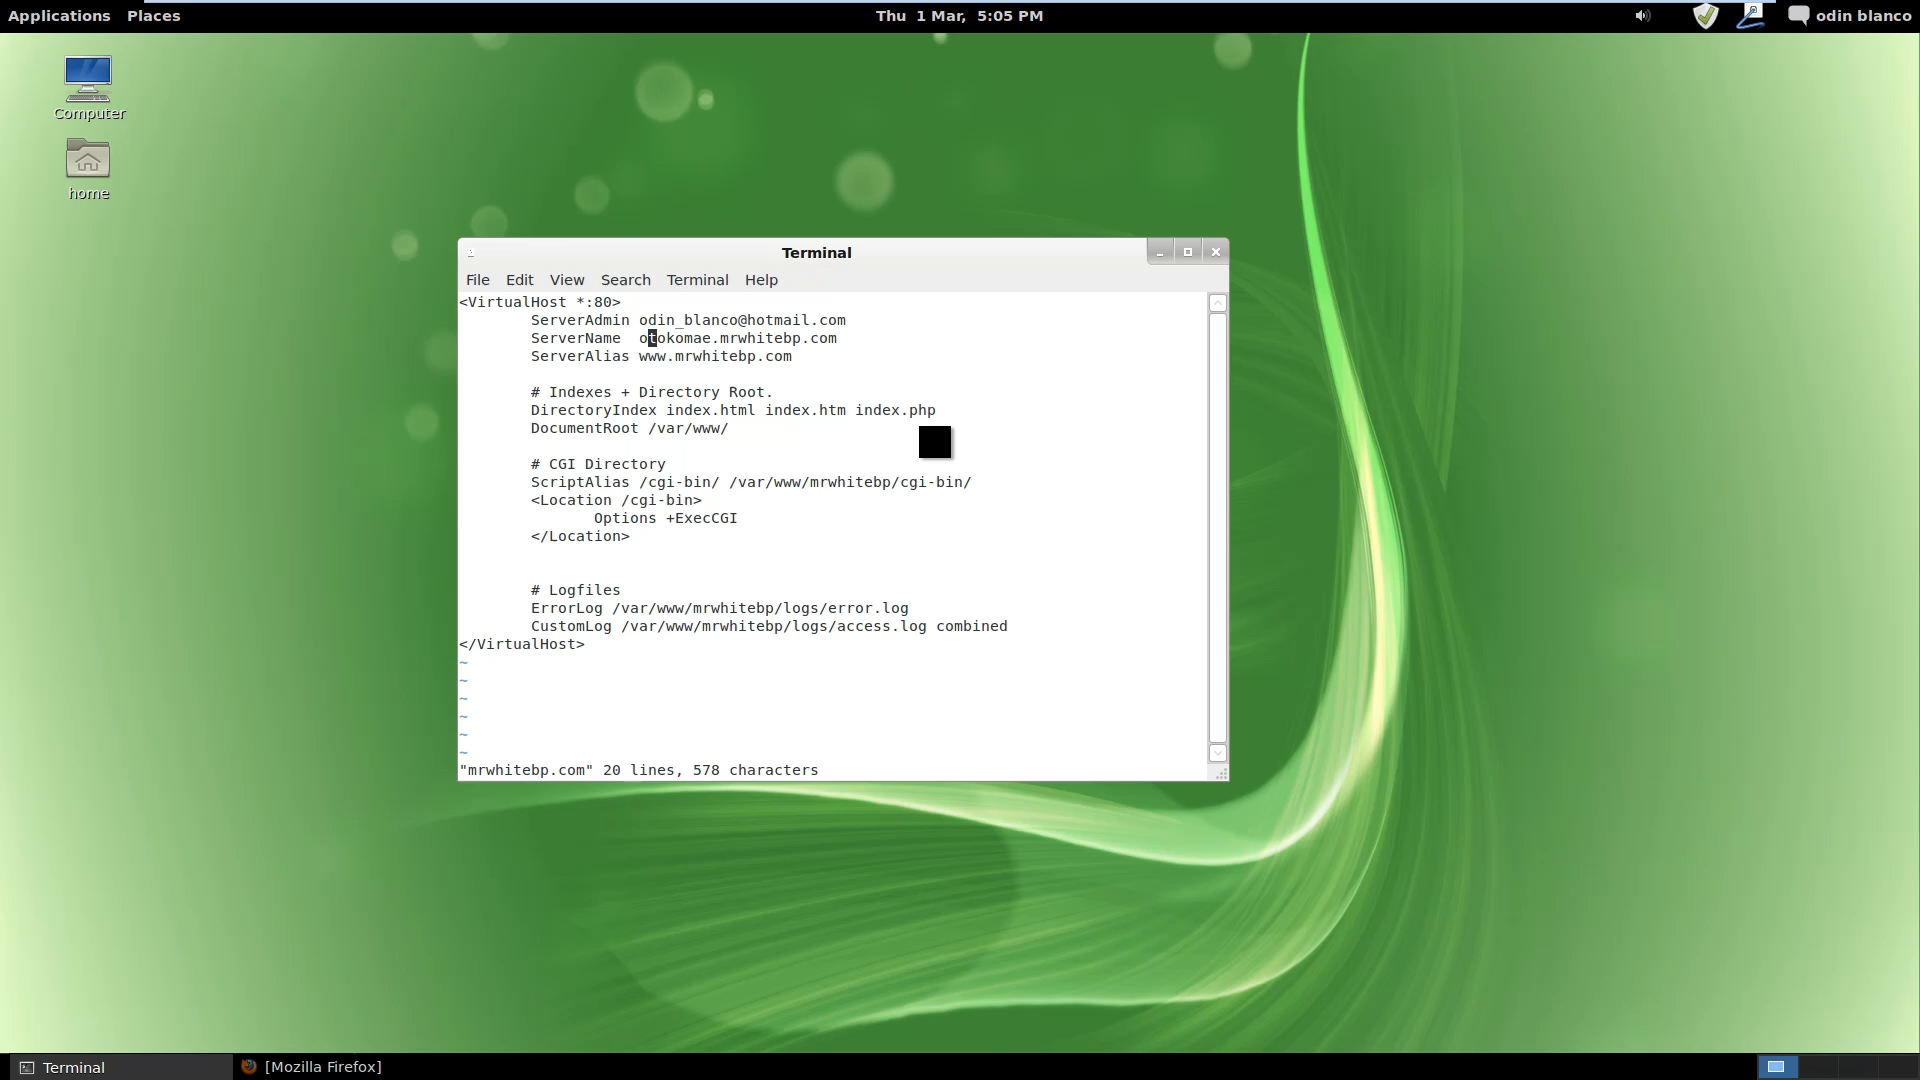 Applications Places Thu 1 Mar, 5:05 PM odin blanco
Computer
home
Terminal
File Edit View Search Terminal Help
<VirtualHost *:80>
        ServerAdmin odin_blanco@hotmail.com
        ServerName  otokomae.mrwhitebp.com
        ServerAlias www.mrwhitebp.com
        # Indexes + Directory Root.
        DirectoryIndex index.html index.htm index.php
        DocumentRoot /var/www/
        # CGI Directory
        ScriptAlias /cgi-bin/ /var/www/mrwhitebp/cgi-bin/
        <Location /cgi-bin>
               Options +ExecCGI
        </Location>
        # Logfiles
        ErrorLog /var/www/mrwhitebp/logs/error.log
        CustomLog /var/www/mrwhitebp/logs/access.log combined
</VirtualHost>
~
~
~
~
~
~
"mrwhitebp.com" 20 lines, 578 characters
Terminal [Mozilla Firefox]